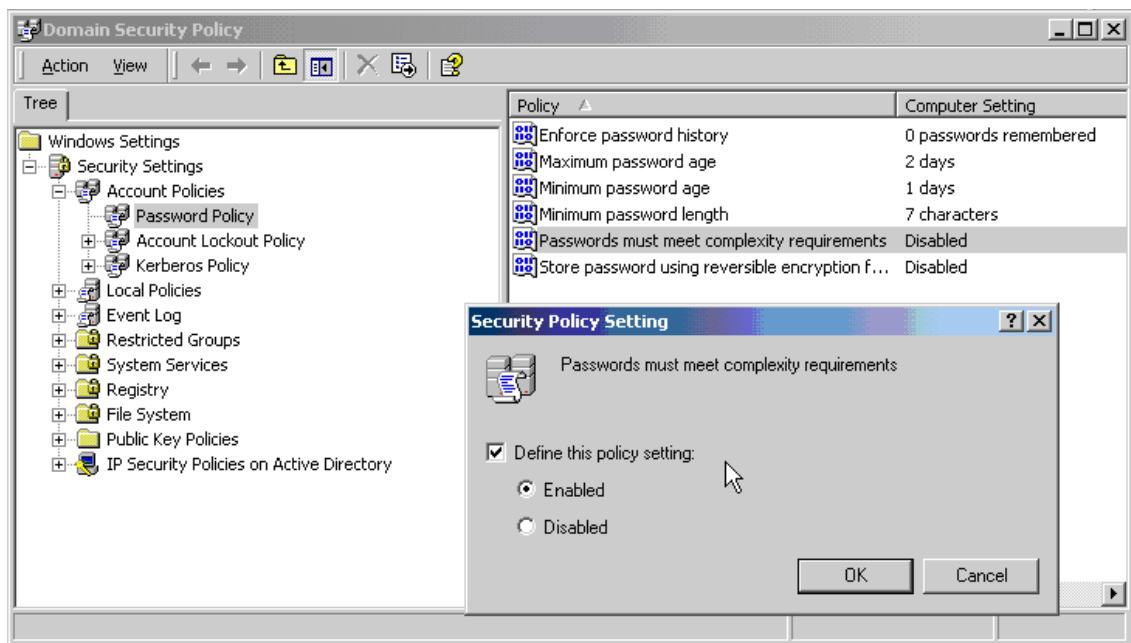 Domain Security Policy
Action View
Tree
Policy Computer Setting
Windows Settings
Security Settings
Account Policies
Password Policy
Account Lockout Policy
Kerberos Policy
Local Policies
Event Log
Restricted Groups
System Services
Registry
File System
Public Key Policies
IP Security Policies on Active Directory
Enforce password history 0 passwords remembered
Maximum password age 2 days
Minimum password age 1 days
Minimum password length 7 characters
Passwords must meet complexity requirements Disabled
Store password using reversible encryption f... Disabled
Security Policy Setting
Passwords must meet complexity requirements
Define this policy setting:
Enabled
Disabled
OK Cancel